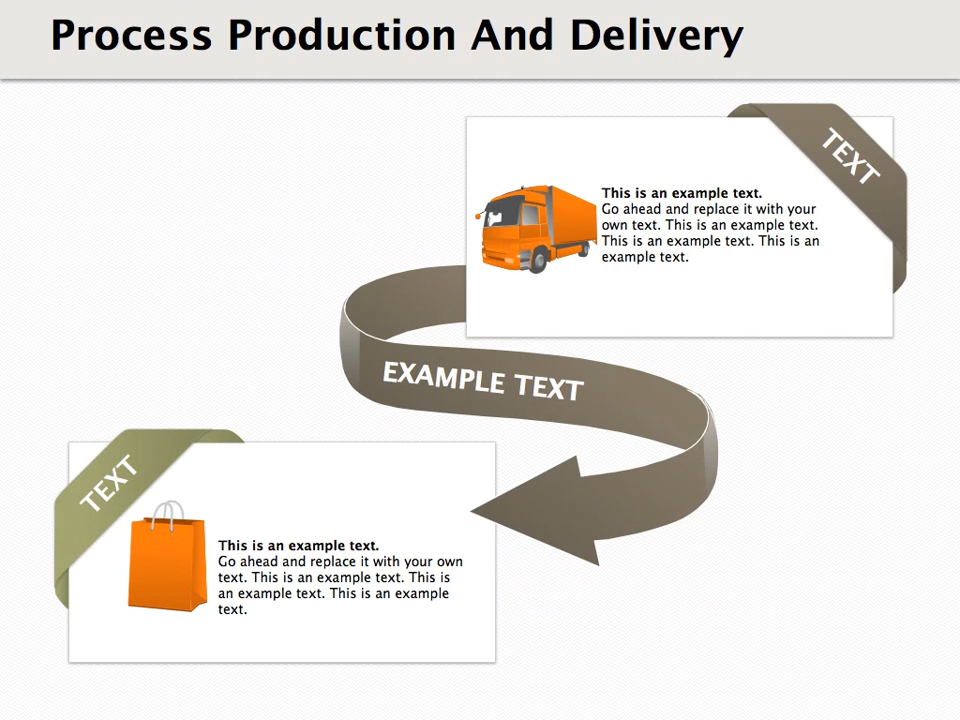 Process Production And Delivery
TEXT
This is an example text.
Go ahead and replace it with your
own text. This is an example text.
This is an example text. This is an
example text.
EXAMPLE TEXT
TEXT
This is an example text.
Go ahead and replace it with your own
text. This is an example text. This is
an example text. This is an example
text.